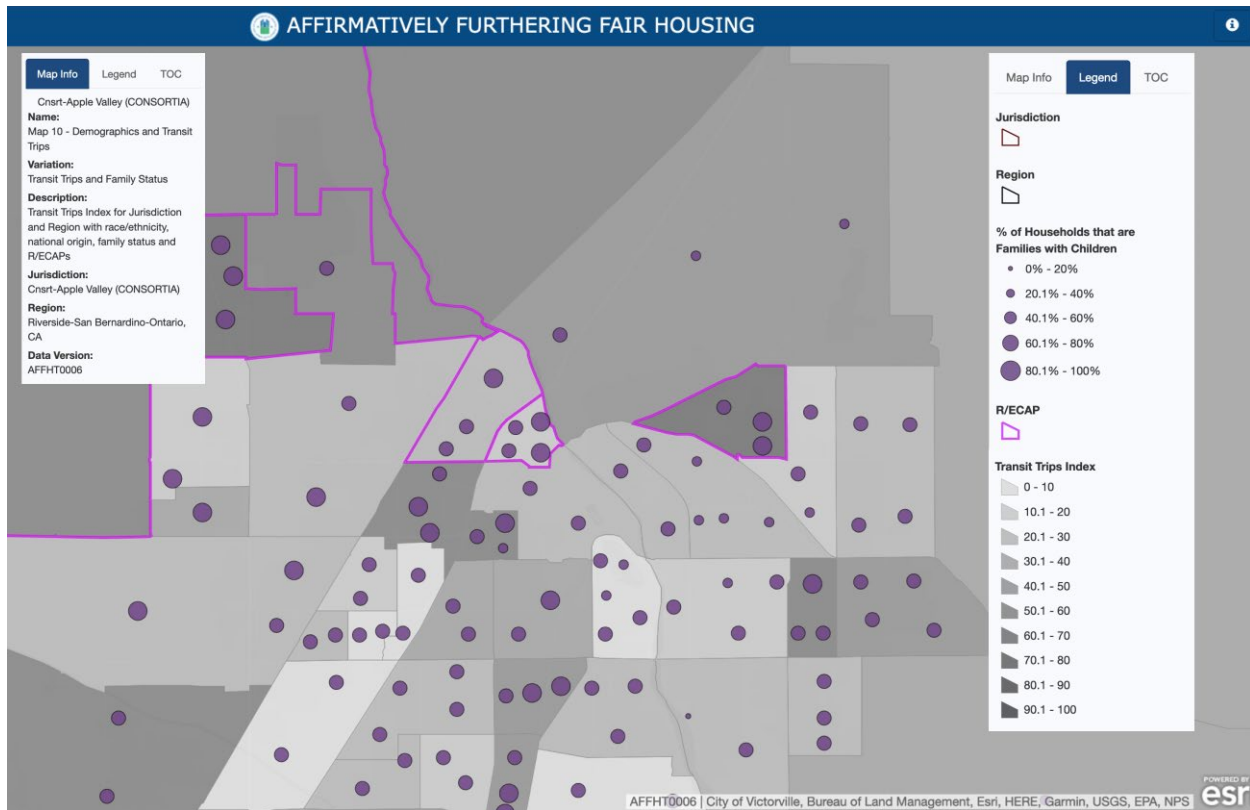 AFFIRMATIVELY FURTHERING FAIR HOUSING
Map Info Legend TOC
Cnsrt-Apple Valley (CONSORTIA)
Name:
Map 10 - Demographics and Transit
Trips
Variation:
Transit Trips and Family Status
Description:
Transit Trips Index for Jurisdiction
and Region with race/ethnicity,
national origin, family status and
R/ECAPs
Jurisdiction:
Cnsrt-Apple Valley (CONSORTIA)
Region:
Riverside-San Bernardino-Ontario,
CA
Data Version:
AFFHT0006
Map Info Legend TOC
Jurisdiction
Region
% of Households that are
Families with Children
0% - 20%
20.1% - 40%
40.1% - 60%
60.1% - 80%
80.1% - 100%
R/ECAP
Transit Trips Index
0 - 10
10.1 - 20
20.1 - 30
30.1 - 40
40.1 - 50
50.1 - 60
60.1 - 70
70.1 - 80
80.1 - 90
90.1 - 100
AFFHT0006 | City of Victorville, Bureau of Land Management, Esri, HERE, Garmin, USGS, EPA, NPS
POWERED BY
esri